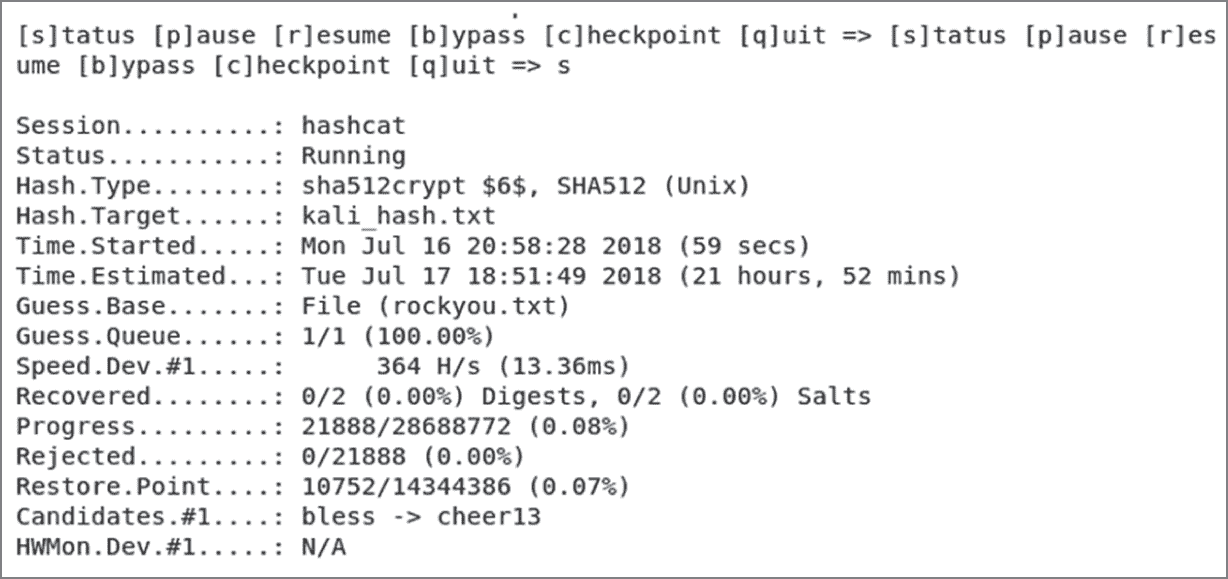 [s]tatus [p]ause [r]esume [b]ypass [c]heckpoint [q]uit => [s]tatus [p]ause [r]es
ume [b]ypass [c]heckpoint [q]uit => s
Session..........: hashcat
Status...........: Running
Hash.Type........: sha512crypt $6$, SHA512 (Unix)
Hash.Target......: kali_hash.txt
Time.Started.....: Mon Jul 16 20:58:28 2018 (59 secs)
Time.Estimated...: Tue Jul 17 18:51:49 2018 (21 hours, 52 mins)
Guess.Base.......: File (rockyou.txt)
Guess.Queue......: 1/1 (100.00%)
Speed.Dev.#1.....:      364 H/s (13.36ms)
Recovered........: 0/2 (0.00%) Digests, 0/2 (0.00%) Salts
Progress.........: 21888/28688772 (0.08%)
Rejected.........: 0/21888 (0.00%)
Restore.Point....: 10752/14344386 (0.07%)
Candidates.#1....: bless -> cheer13
HWMon.Dev.#1.....: N/A